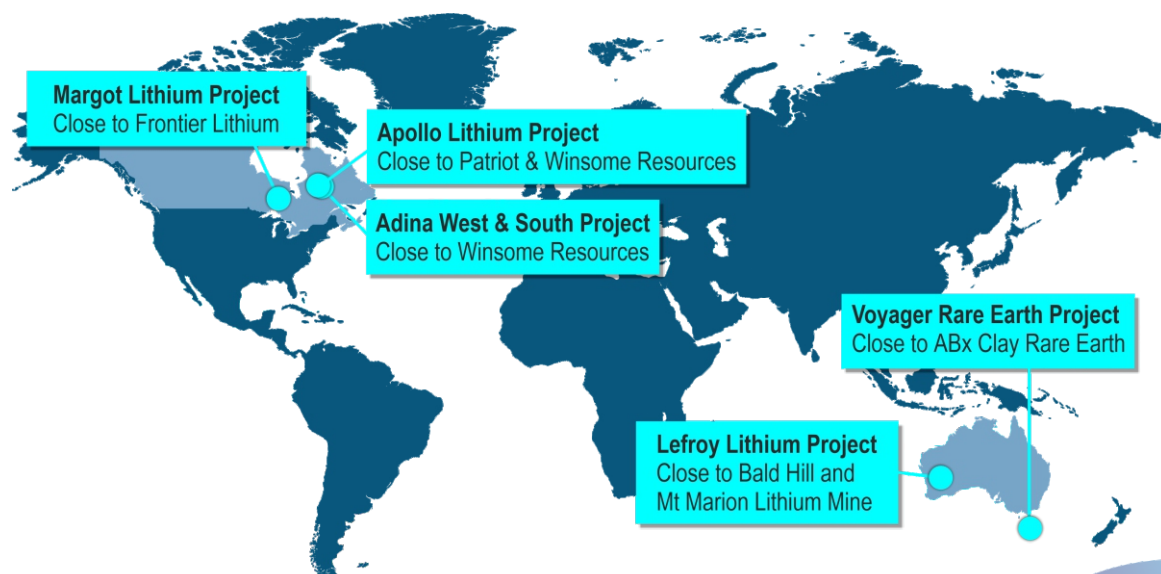 Margot Lithium Project
Close to Frontier Lithium
Apollo Lithium Project
Close to Patriot & Winsome Resources
Adina West & South Project
Close to Winsome Resources
Voyager Rare Earth Project
Close to ABx Clay Rare Earth
Lefroy Lithium Project
Close to Bald Hill and
Mt Marion Lithium Mine